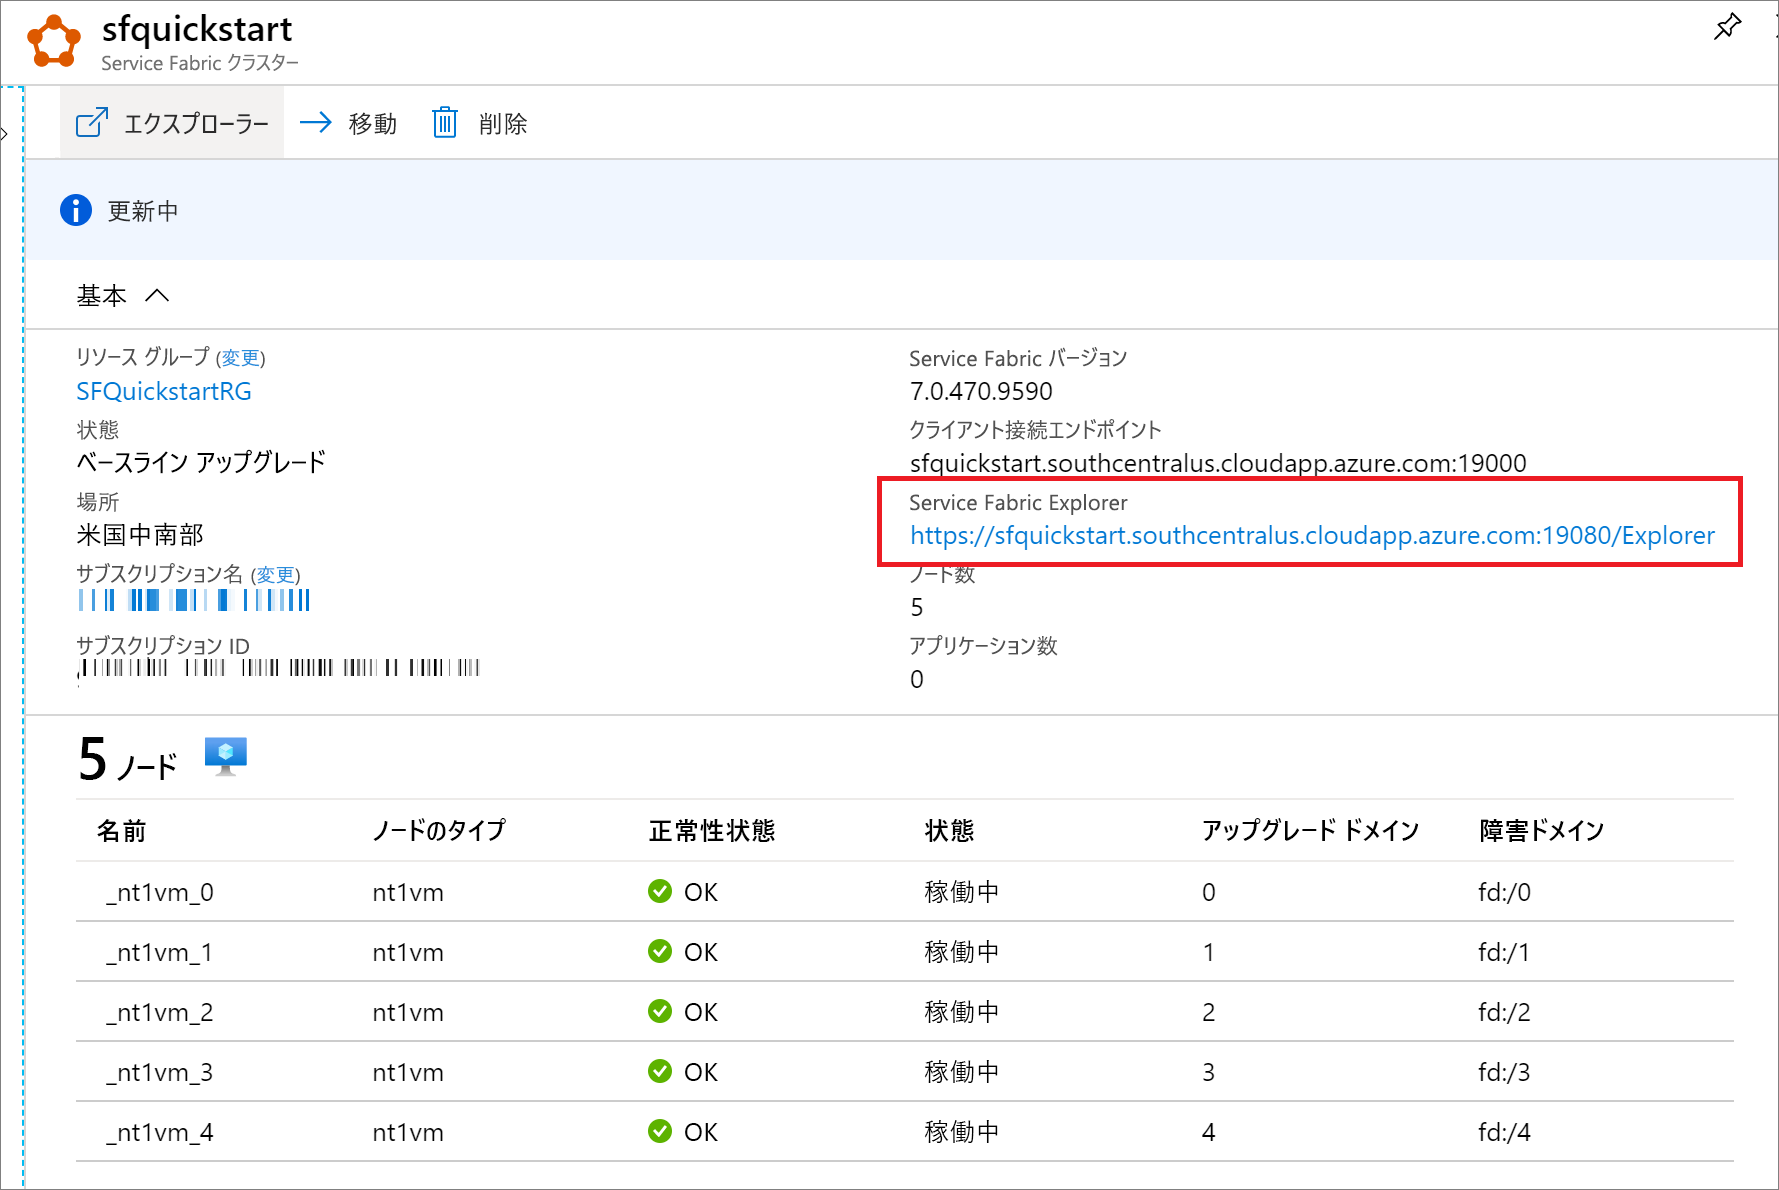 sfquickstart
Service Fabric クラスター
エクスプローラー 移動 削除
更新中
基本
リソース グループ (変更)
SFQuickstartRG
状態
ベースライン アップグレード
場所
米国中南部
サブスクリプション名 (変更)
サブスクリプション ID
Service Fabric バージョン
7.0.470.9590
クライアント接続エンドポイント
sfquickstart.southcentralus.cloudapp.azure.com:19000
Service Fabric Explorer
https://sfquickstart.southcentralus.cloudapp.azure.com:19080/Explorer
ノード数
5
アプリケーション数
0
5 ノード
名前 ノードのタイプ 正常性状態 状態 アップグレード ドメイン 障害ドメイン
_nt1vm_0 nt1vm OK 稼働中 0 fd:/0
_nt1vm_1 nt1vm OK 稼働中 1 fd:/1
_nt1vm_2 nt1vm OK 稼働中 2 fd:/2
_nt1vm_3 nt1vm OK 稼働中 3 fd:/3
_nt1vm_4 nt1vm OK 稼働中 4 fd:/4